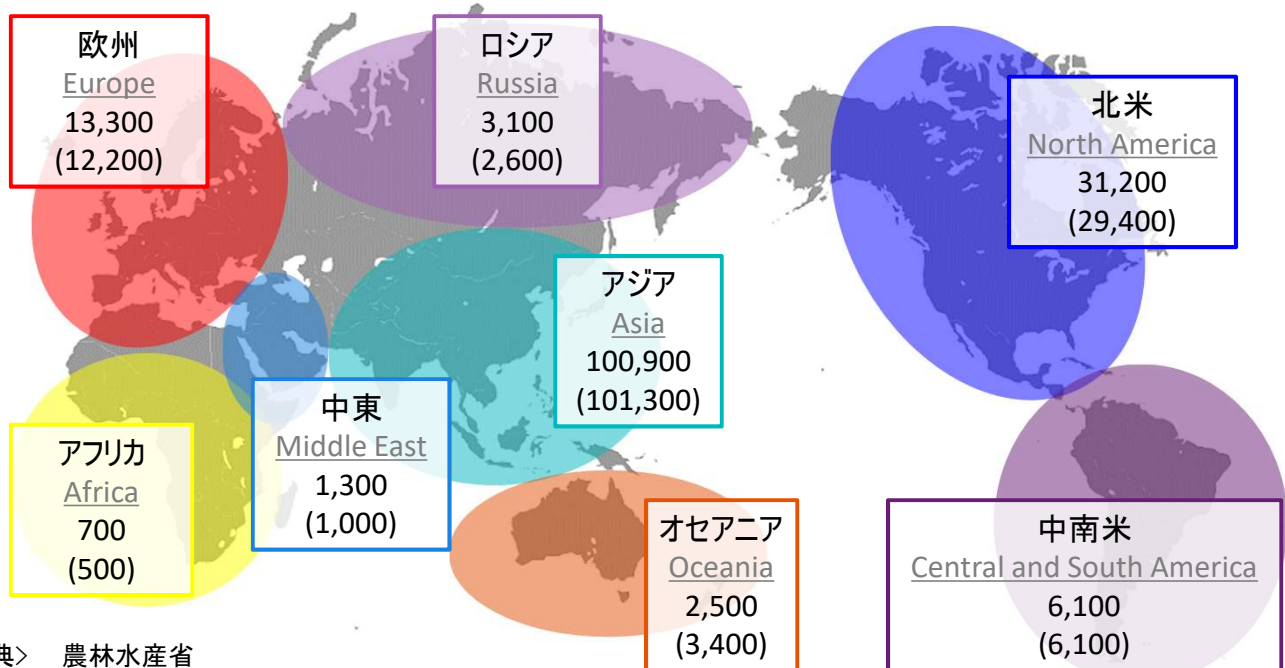 欧州
Europe
13,300
(12,200)
ロシア
Russia
3,100
(2,600)
北米
North America
31,200
(29,400)
アジア
Asia
100,900
(101,300)
中東
Middle East
1,300
(1,000)
アフリカ
Africa
700
(500)
オセアニア
Oceania
2,500
(3,400)
中南米
Central and South America
6,100
(6,100)
典> 農林水産省